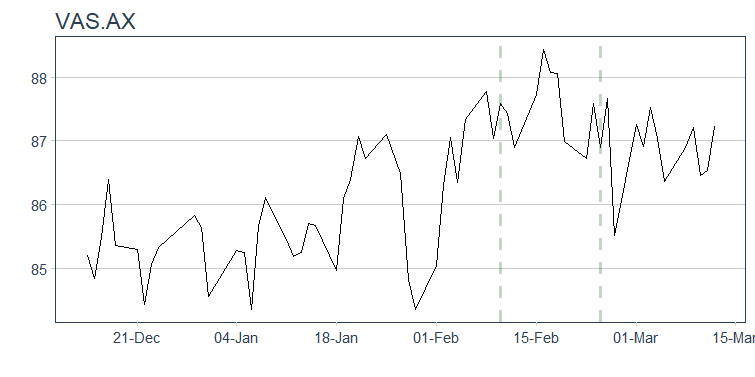 VAS.AX
88
87
86
85
21-Dec
04-Jan
18-Jan
01-Feb
15-Feb
01-Mar
15-Mar